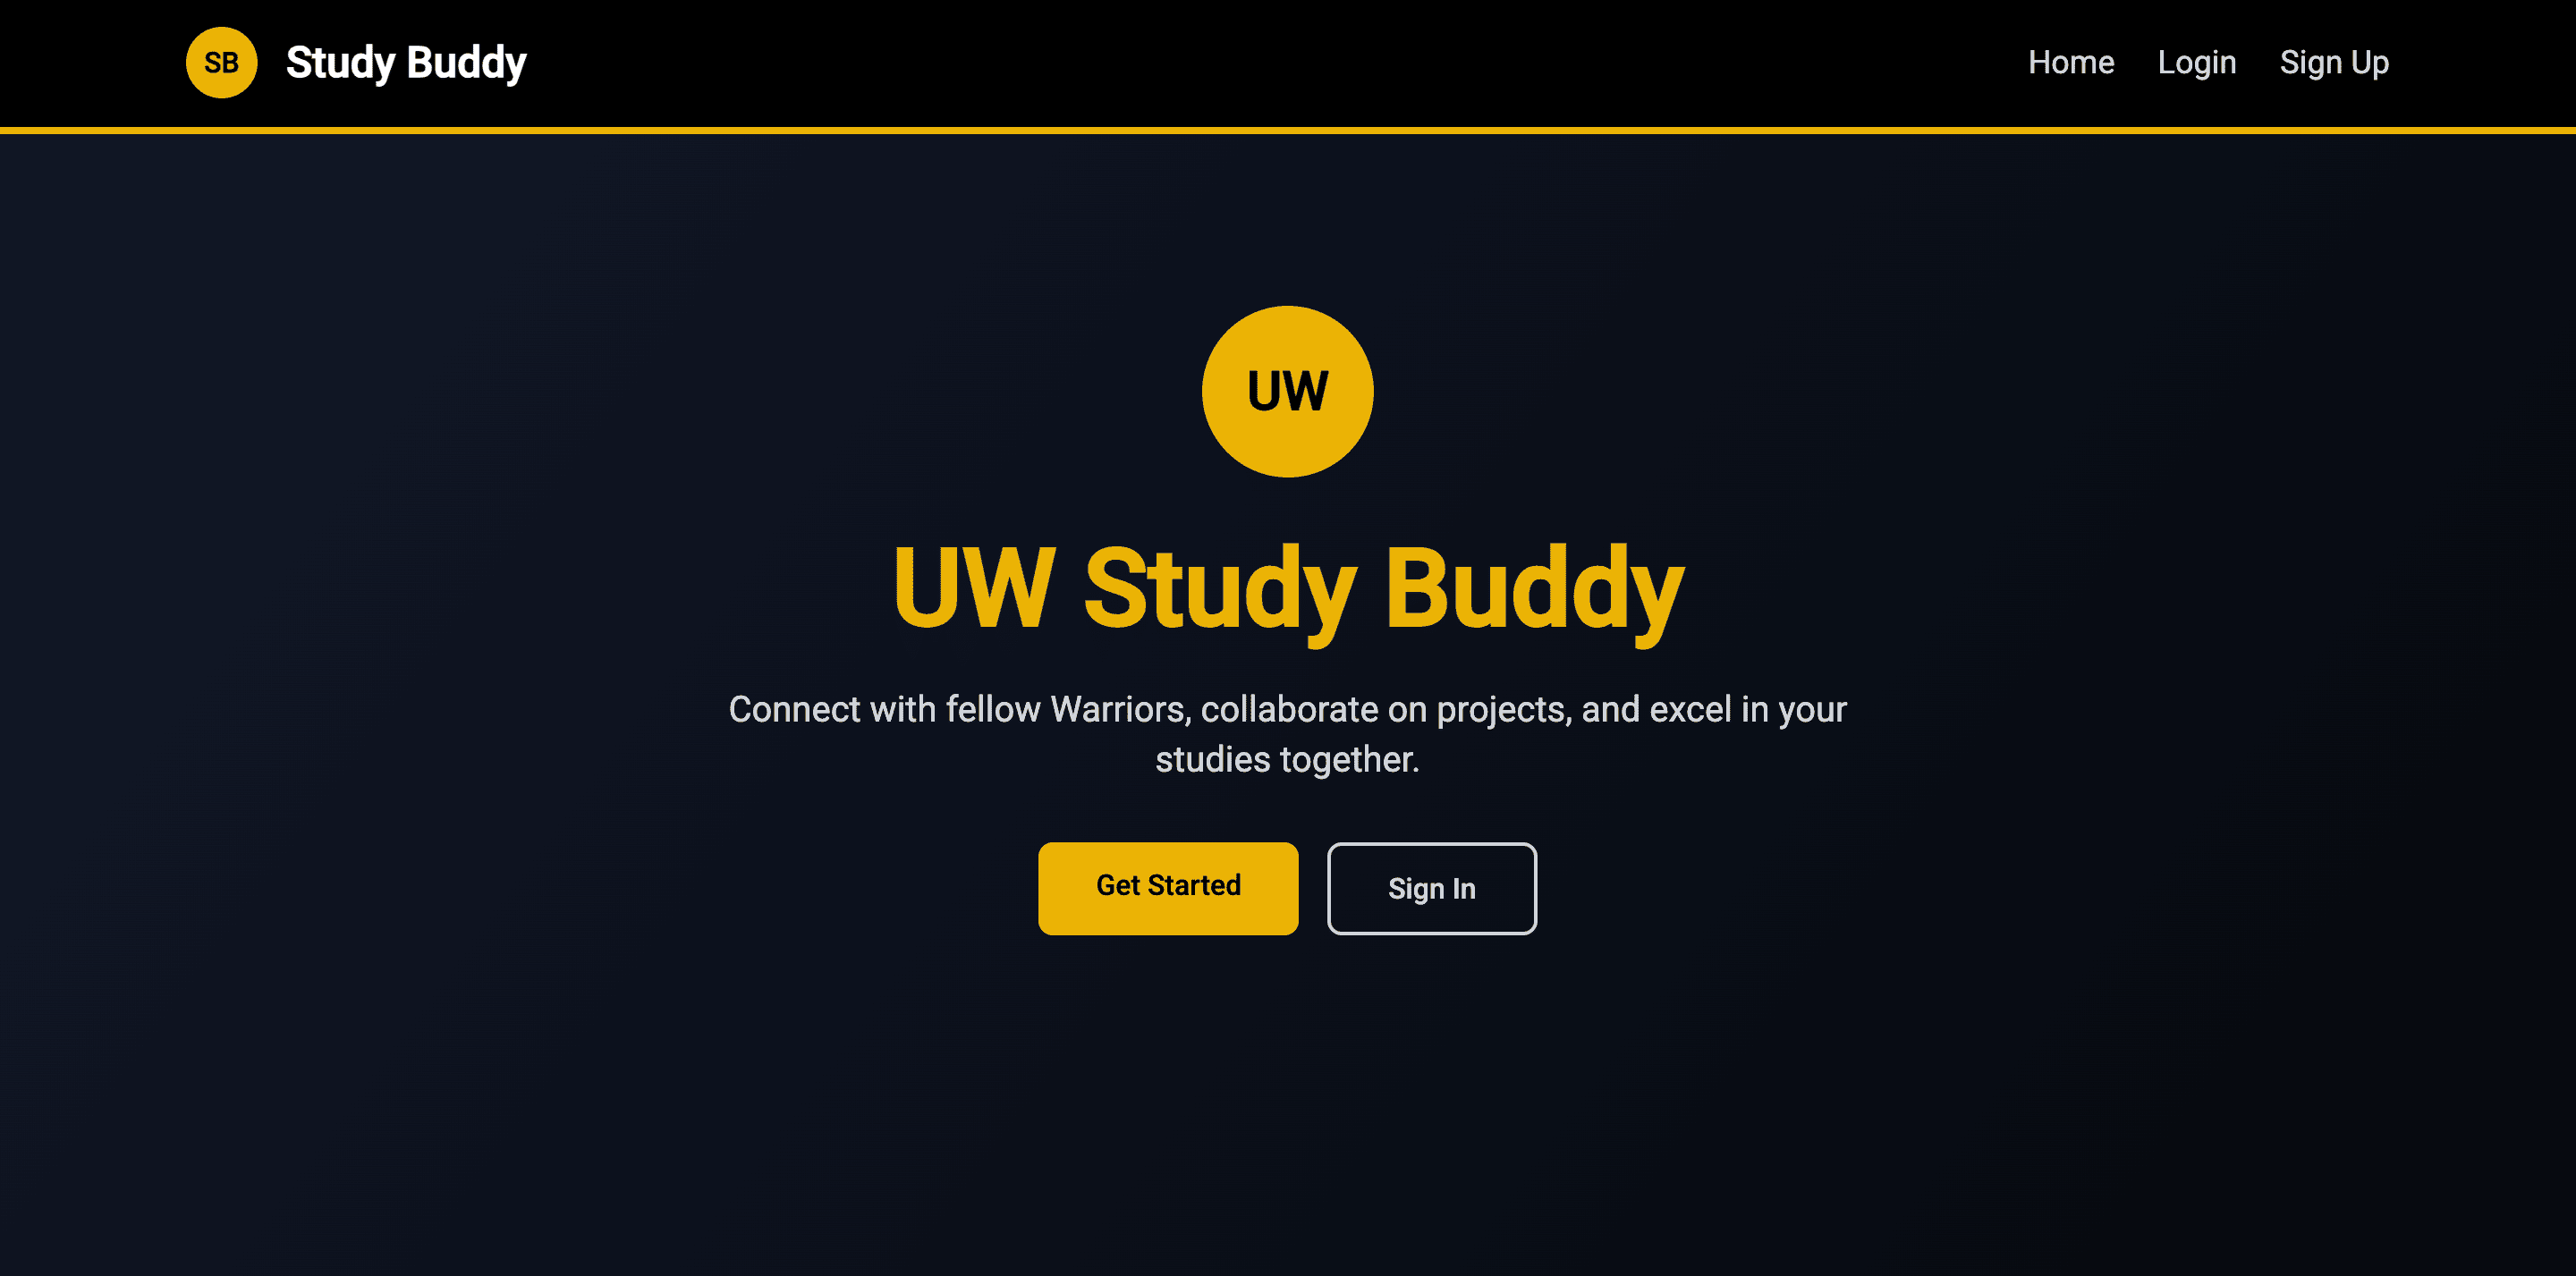 SB
Study Buddy
Home
Login
Sign Up
UW
UW Study Buddy
Connect with fellow Warriors, collaborate on projects, and excel in your
studies together.
Get Started
Sign In